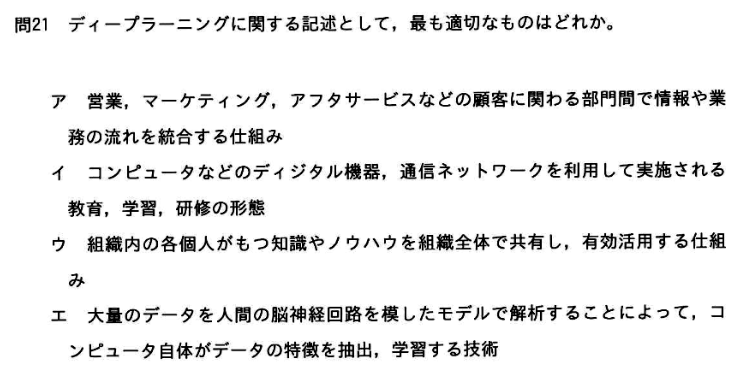 問21 ディープラーニングに関する記述として，最も適切なものはどれか。
ア 営業，マーケティング，アフタサービスなどの顧客に関わる部門間で情報や業
務の流れを統合する仕組み
イ コンピュータなどのディジタル機器，通信ネットワークを利用して実施される
教育，学習，研修の形態
ウ 組織内の各個人がもつ知識やノウハウを組織全体で共有し，有効活用する仕組
み
エ 大量のデータを人間の脳神経回路を模したモデルで解析することによって，コ
ンピュータ自体がデータの特徴を抽出，学習する技術